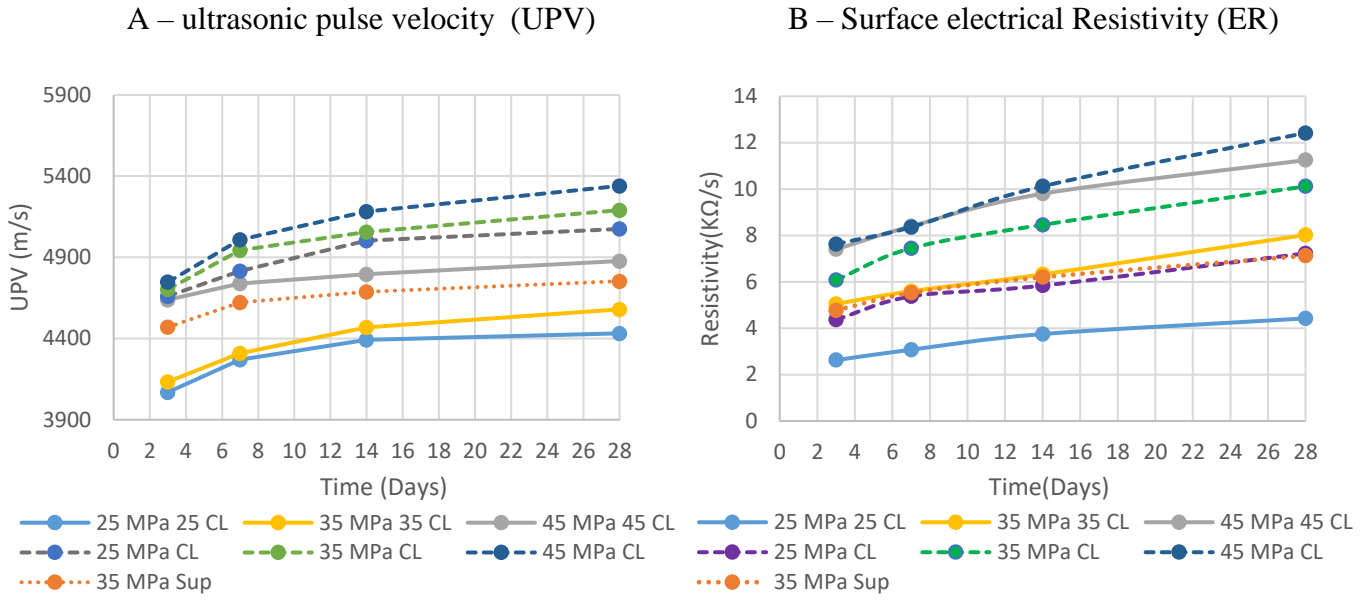 A – ultrasonic pulse velocity (UPV)
5900
5400
4900
4400
3900
UPV (m/s)
0 2 4 6 8 10 12 14 16 18 20 22 24 26 28
Time (Days)
25 MPa 25 CL 35 MPa 35 CL 45 MPa 45 CL
25 MPa CL 35 MPa CL 45 MPa CL
35 MPa Sup
B – Surface electrical Resistivity (ER)
14
12
10
8
6
4
2
0
Resistivity(KΩ/s)
0 2 4 6 8 10 12 14 16 18 20 22 24 26 28
Time(Days)
25 MPa 25 CL 35 MPa 35 CL 45 MPa 45 CL
25 MPa CL 35 MPa CL 45 MPa CL
35 MPa Sup